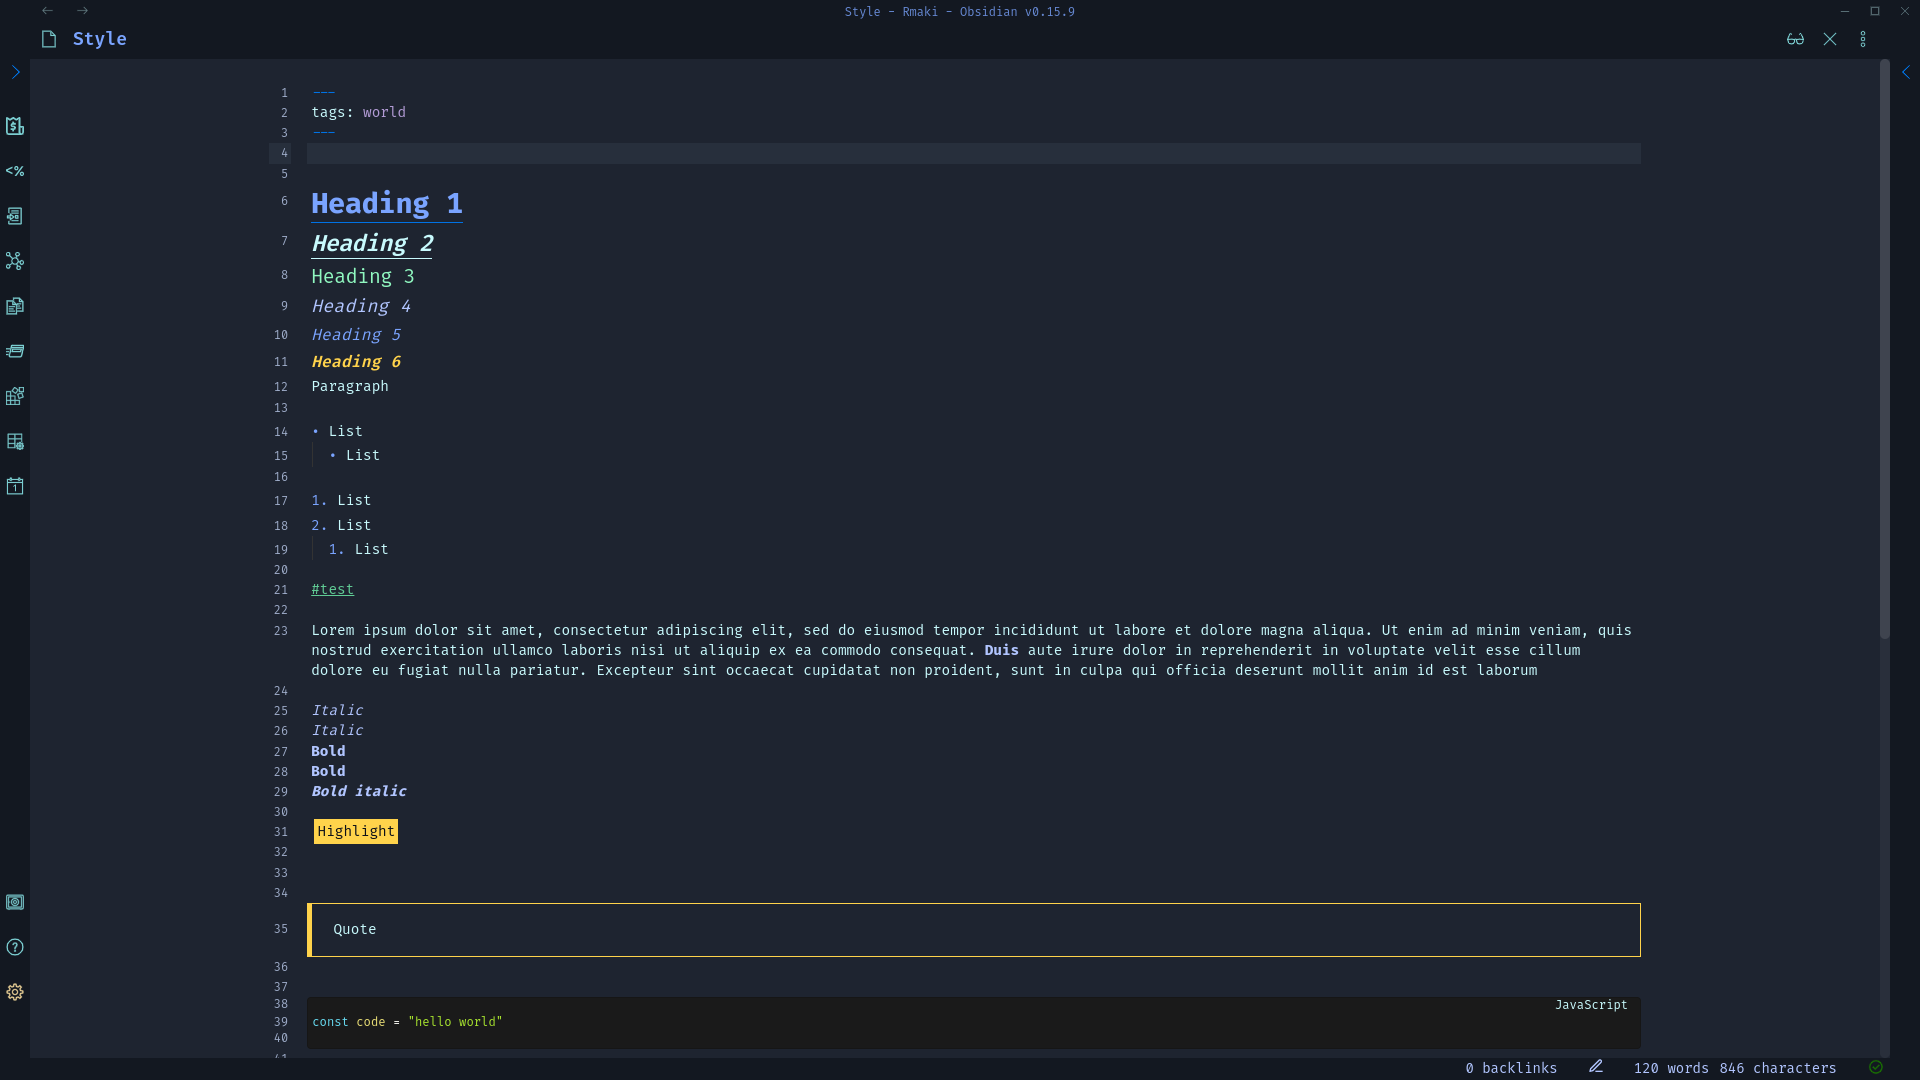 Style - Rmaki - Obsidian v0.15.9
Style
1 ---
2 tags: world
3 ---
4
5
6 Heading 1
7 Heading 2
8 Heading 3
9 Heading 4
10 Heading 5
11 Heading 6
12 Paragraph
13
14 • List
15 • List
16
17 1. List
18 2. List
19 1. List
20
21 #test
22
23 Lorem ipsum dolor sit amet, consectetur adipiscing elit, sed do eiusmod tempor incididunt ut labore et dolore magna aliqua. Ut enim ad minim veniam, quis
nostrud exercitation ullamco laboris nisi ut aliquip ex ea commodo consequat. Duis aute irure dolor in reprehenderit in voluptate velit esse cillum
dolore eu fugiat nulla pariatur. Excepteur sint occaecat cupidatat non proident, sunt in culpa qui officia deserunt mollit anim id est laborum
24
25 Italic
26 Italic
27 Bold
28 Bold
29 Bold italic
30
31 Highlight
32
33
34
35 Quote
36
37
38 JavaScript
39 const code = "hello world"
40
41
<%
1
0 backlinks 120 words 846 characters